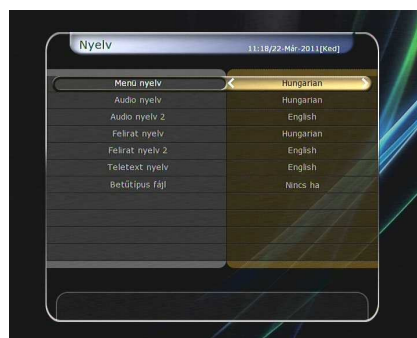 Nyelv 11:18/22-Már-2011[Ked]
Menü nyelv Hungarian
Audio nyelv Hungarian
Audio nyelv 2 English
Felirat nyelv Hungarian
Felirat nyelv 2 English
Teletext nyelv English
Betűtípus fájl Nincs ha